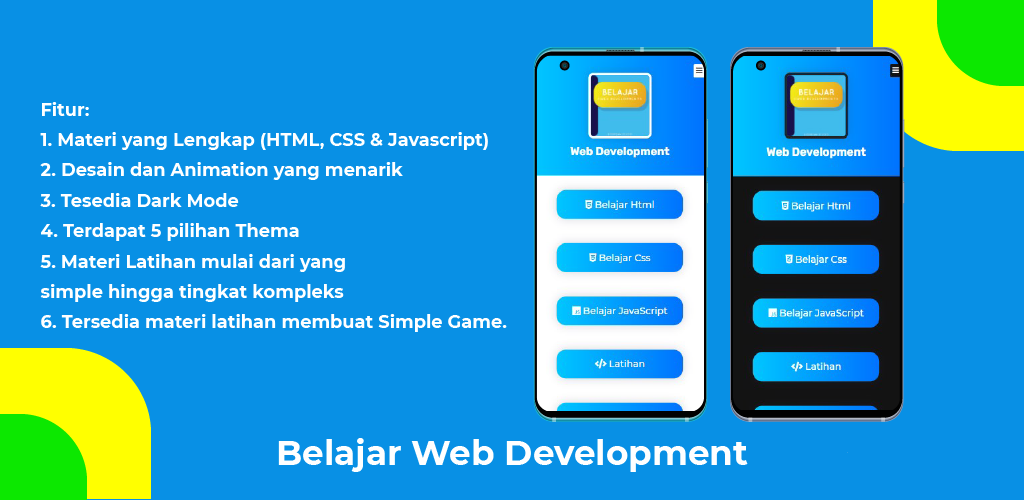 Fitur:
1. Materi yang Lengkap (HTML, CSS & Javascript)
2. Desain dan Animation yang menarik
3. Tesedia Dark Mode
4. Terdapat 5 pilihan Thema
5. Materi Latihan mulai dari yang
simple hingga tingkat kompleks
6. Tersedia materi latihan membuat Simple Game.
BELAJAR
Web Development
Belajar Html
Belajar Css
Belajar JavaScript
Latihan
BELAJAR
Web Development
Belajar Html
Belajar Css
Belajar JavaScript
Latihan
Belajar Web Development